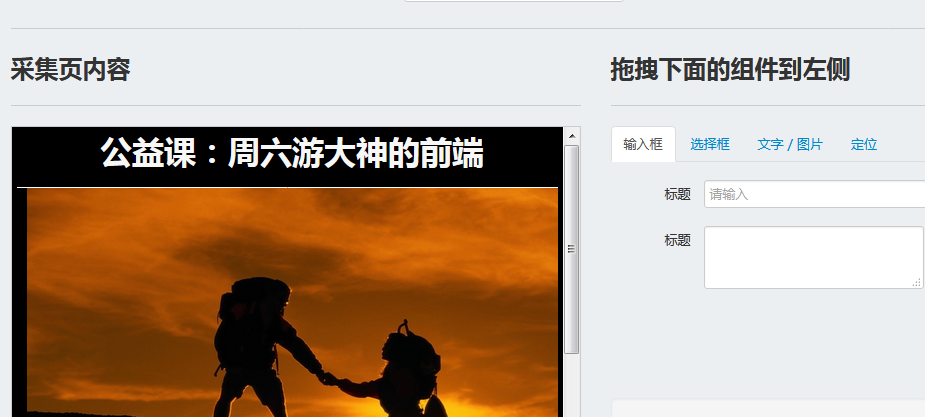 采集页内容
拖拽下面的组件到左侧
公益课：周六游大神的前端
输入框 选择框 文字 / 图片 定位
标题 请输入
标题